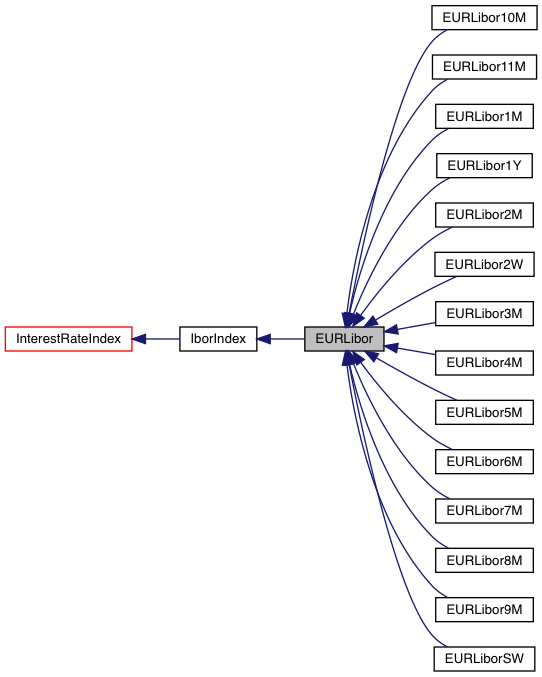 EURLibor10M
EURLibor11M
EURLibor1M
EURLibor1Y
EURLibor2M
EURLibor2W
EURLibor3M
InterestRateIndex
IborIndex
EURLibor
EURLibor4M
EURLibor5M
EURLibor6M
EURLibor7M
EURLibor8M
EURLibor9M
EURLiborSW